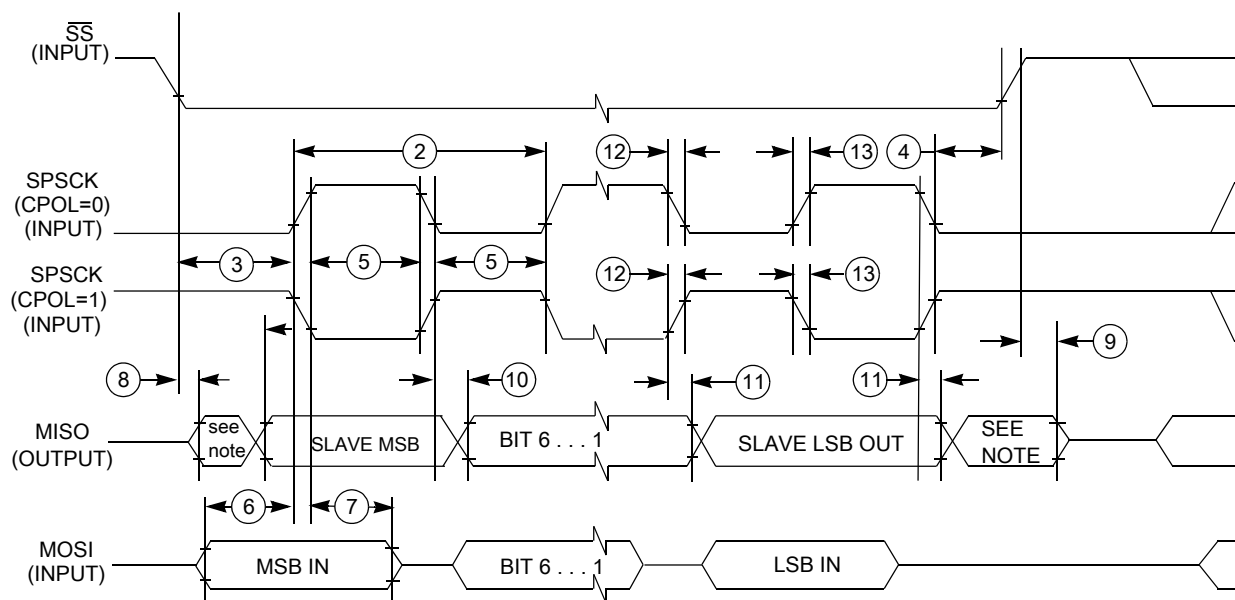 SS
(INPUT)
2
12
13
4
SPSCK
(CPOL=0)
(INPUT)
3
5
5
SPSCK
(CPOL=1)
(INPUT)
12
13
8
10
11
11
9
MISO
(OUTPUT)
see
note
SLAVE MSB
BIT 6 . . . 1
SLAVE LSB OUT
SEE
NOTE
6
7
MOSI
(INPUT)
MSB IN
BIT 6 . . . 1
LSB IN